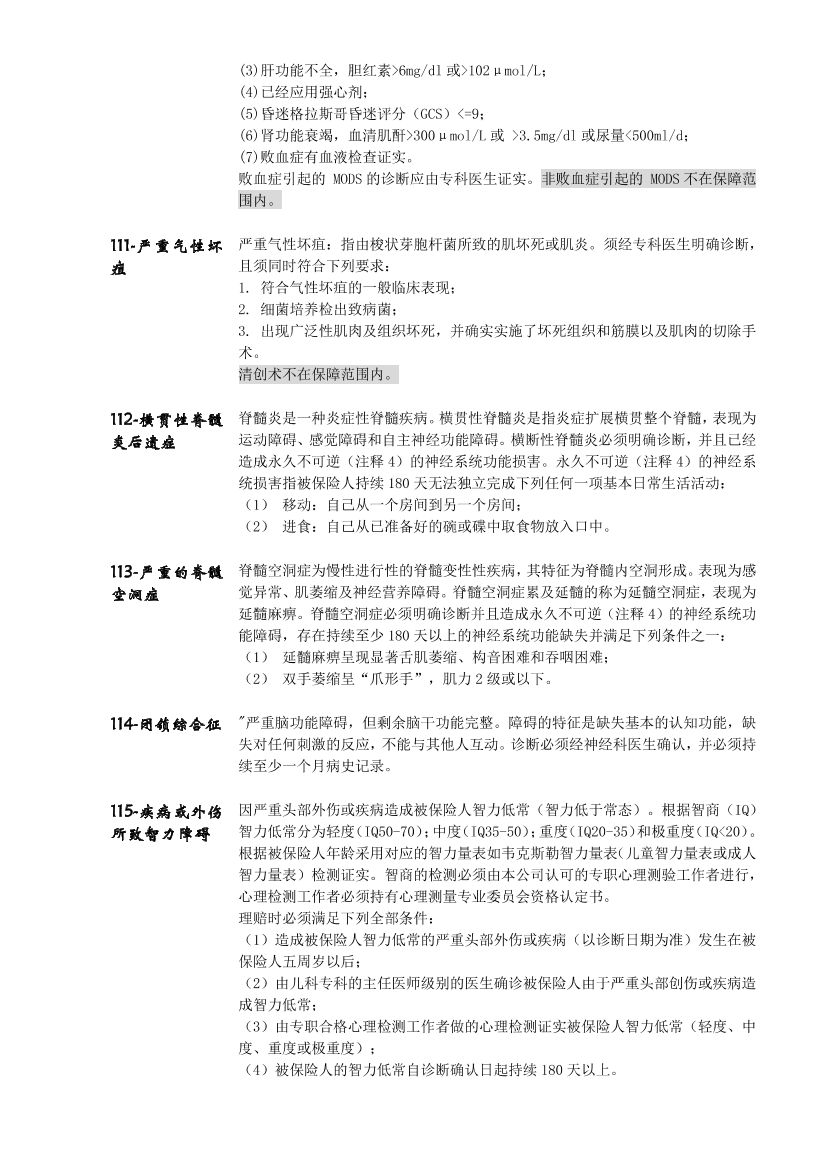 (3)肝功能不全，胆红素>6mg/dl 或>102μmol/L；
(4)已经应用强心剂；
(5)昏迷格拉斯哥昏迷评分（GCS）<=9；
(6)肾功能衰竭，血清肌酐>300μmol/L 或 >3.5mg/dl 或尿量<500ml/d；
(7)败血症有血液检查证实。
败血症引起的 MODS 的诊断应由专科医生证实。非败血症引起的 MODS 不在保障范
围内。
111-严重气性坏
疽
严重气性坏疽：指由梭状芽胞杆菌所致的肌坏死或肌炎。须经专科医生明确诊断，
且须同时符合下列要求：
1. 符合气性坏疽的一般临床表现；
2. 细菌培养检出致病菌；
3. 出现广泛性肌肉及组织坏死，并确实实施了坏死组织和筋膜以及肌肉的切除手
术。
清创术不在保障范围内。
112-横贯性脊髓
炎后遗症
脊髓炎是一种炎症性脊髓疾病。横贯性脊髓炎是指炎症扩展横贯整个脊髓，表现为
运动障碍、感觉障碍和自主神经功能障碍。横断性脊髓炎必须明确诊断，并且已经
造成永久不可逆（注释 4）的神经系统功能损害。永久不可逆（注释 4）的神经系
统损害指被保险人持续 180 天无法独立完成下列任何一项基本日常生活活动：
（1） 移动：自己从一个房间到另一个房间；
（2） 进食：自己从已准备好的碗或碟中取食物放入口中。
113-严重的脊髓
空洞症
脊髓空洞症为慢性进行性的脊髓变性性疾病，其特征为脊髓内空洞形成。表现为感
觉异常、肌萎缩及神经营养障碍。脊髓空洞症累及延髓的称为延髓空洞症，表现为
延髓麻痹。脊髓空洞症必须明确诊断并且造成永久不可逆（注释 4）的神经系统功
能障碍，存在持续至少 180 天以上的神经系统功能缺失并满足下列条件之一：
（1） 延髓麻痹呈现显著舌肌萎缩、构音困难和吞咽困难；
（2） 双手萎缩呈“爪形手”，肌力 2 级或以下。
114-闭锁综合征
"严重脑功能障碍，但剩余脑干功能完整。障碍的特征是缺失基本的认知功能，缺
失对任何刺激的反应，不能与其他人互动。诊断必须经神经科医生确认，并必须持
续至少一个月病史记录。
115-疾病或外伤
所致智力障碍
因严重头部外伤或疾病造成被保险人智力低常（智力低于常态）。根据智商（IQ）
智力低常分为轻度(IQ50-70)；中度(IQ35-50)；重度(IQ20-35)和极重度(IQ<20)。
根据被保险人年龄采用对应的智力量表如韦克斯勒智力量表（儿童智力量表或成人
智力量表）检测证实。智商的检测必须由本公司认可的专职心理测验工作者进行，
心理检测工作者必须持有心理测量专业委员会资格认定书。
理赔时必须满足下列全部条件：
（1）造成被保险人智力低常的严重头部外伤或疾病（以诊断日期为准）发生在被
保险人五周岁以后；
（2）由儿科专科的主任医师级别的医生确诊被保险人由于严重头部创伤或疾病造
成智力低常；
（3）由专职合格心理检测工作者做的心理检测证实被保险人智力低常（轻度、中
度、重度或极重度）；
（4）被保险人的智力低常自诊断确认日起持续 180 天以上。